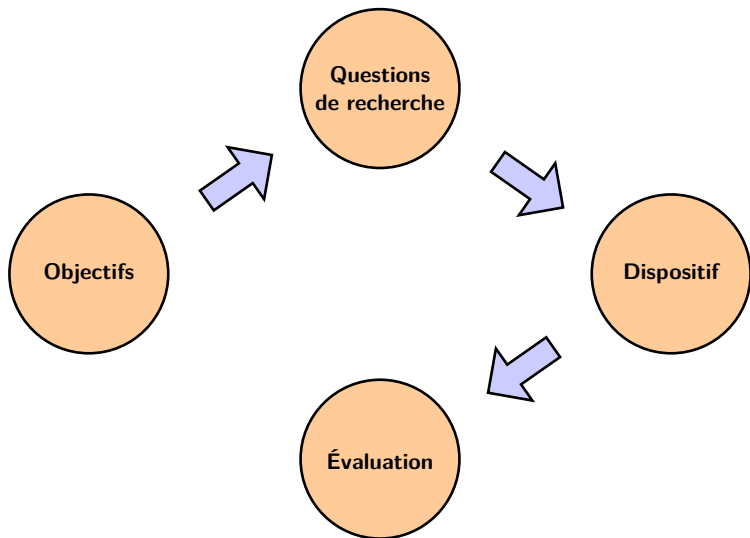 Questions
de recherche
Objectifs
Dispositif
Évaluation